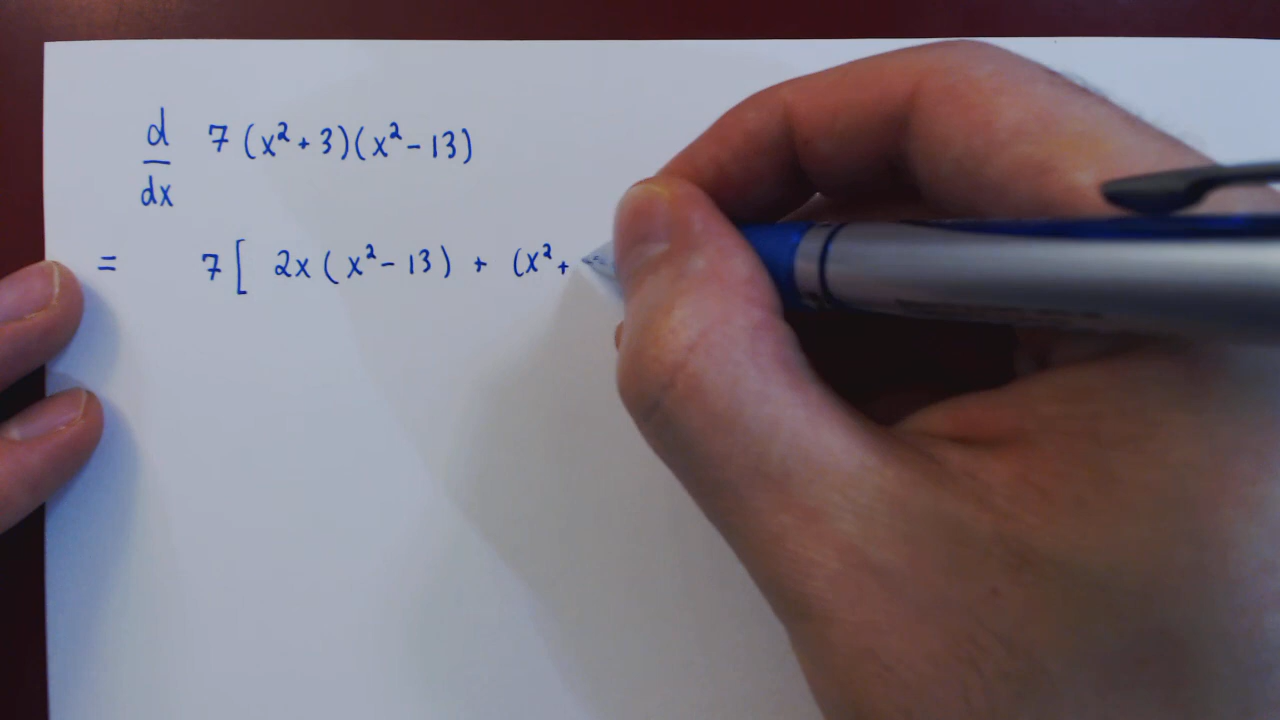 d/dx 7(x²+3)(x²-13)
= 7[ 2x(x²-13) + (x²+